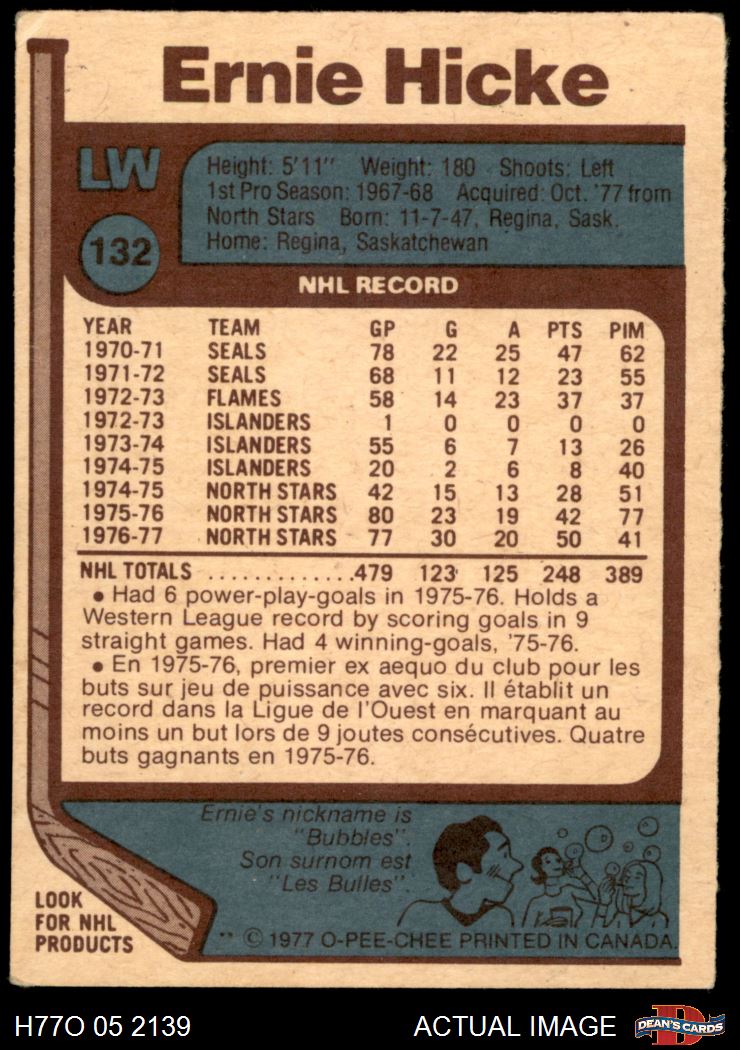 Ernie Hicke
LW
132
Height: 5'11" Weight: 180 Shoots: Left
1st Pro Season: 1967-68 Acquired: Oct. '77 from
North Stars Born: 11-7-47, Regina, Sask.
Home: Regina, Saskatchewan
NHL RECORD
YEAR TEAM GP G A PTS PIM
1970-71 SEALS 78 22 25 47 62
1971-72 SEALS 68 11 12 23 55
1972-73 FLAMES 58 14 23 37 37
1972-73 ISLANDERS 1 0 0 0 0
1973-74 ISLANDERS 55 6 7 13 26
1974-75 ISLANDERS 20 2 6 8 40
1974-75 NORTH STARS 42 15 13 28 51
1975-76 NORTH STARS 80 23 19 42 77
1976-77 NORTH STARS 77 30 20 50 41
NHL TOTALS .............479 123 125 248 389
• Had 6 power-play-goals in 1975-76. Holds a
Western League record by scoring goals in 9
straight games. Had 4 winning-goals, '75-76.
• En 1975-76, premier ex aequo du club pour les
buts sur jeu de puissance avec six. Il établit un
record dans la Ligue de l'Ouest en marquant au
moins un but lors de 9 joutes consécutives. Quatre
buts gagnants en 1975-76.
Ernie's nickname is
"Bubbles".
Son surnom est
"Les Bulles".
LOOK
FOR NHL
PRODUCTS
** © 1977 O-PEE-CHEE PRINTED IN CANADA.
H77O 05 2139
ACTUAL IMAGE
D
DEAN'S CARDS